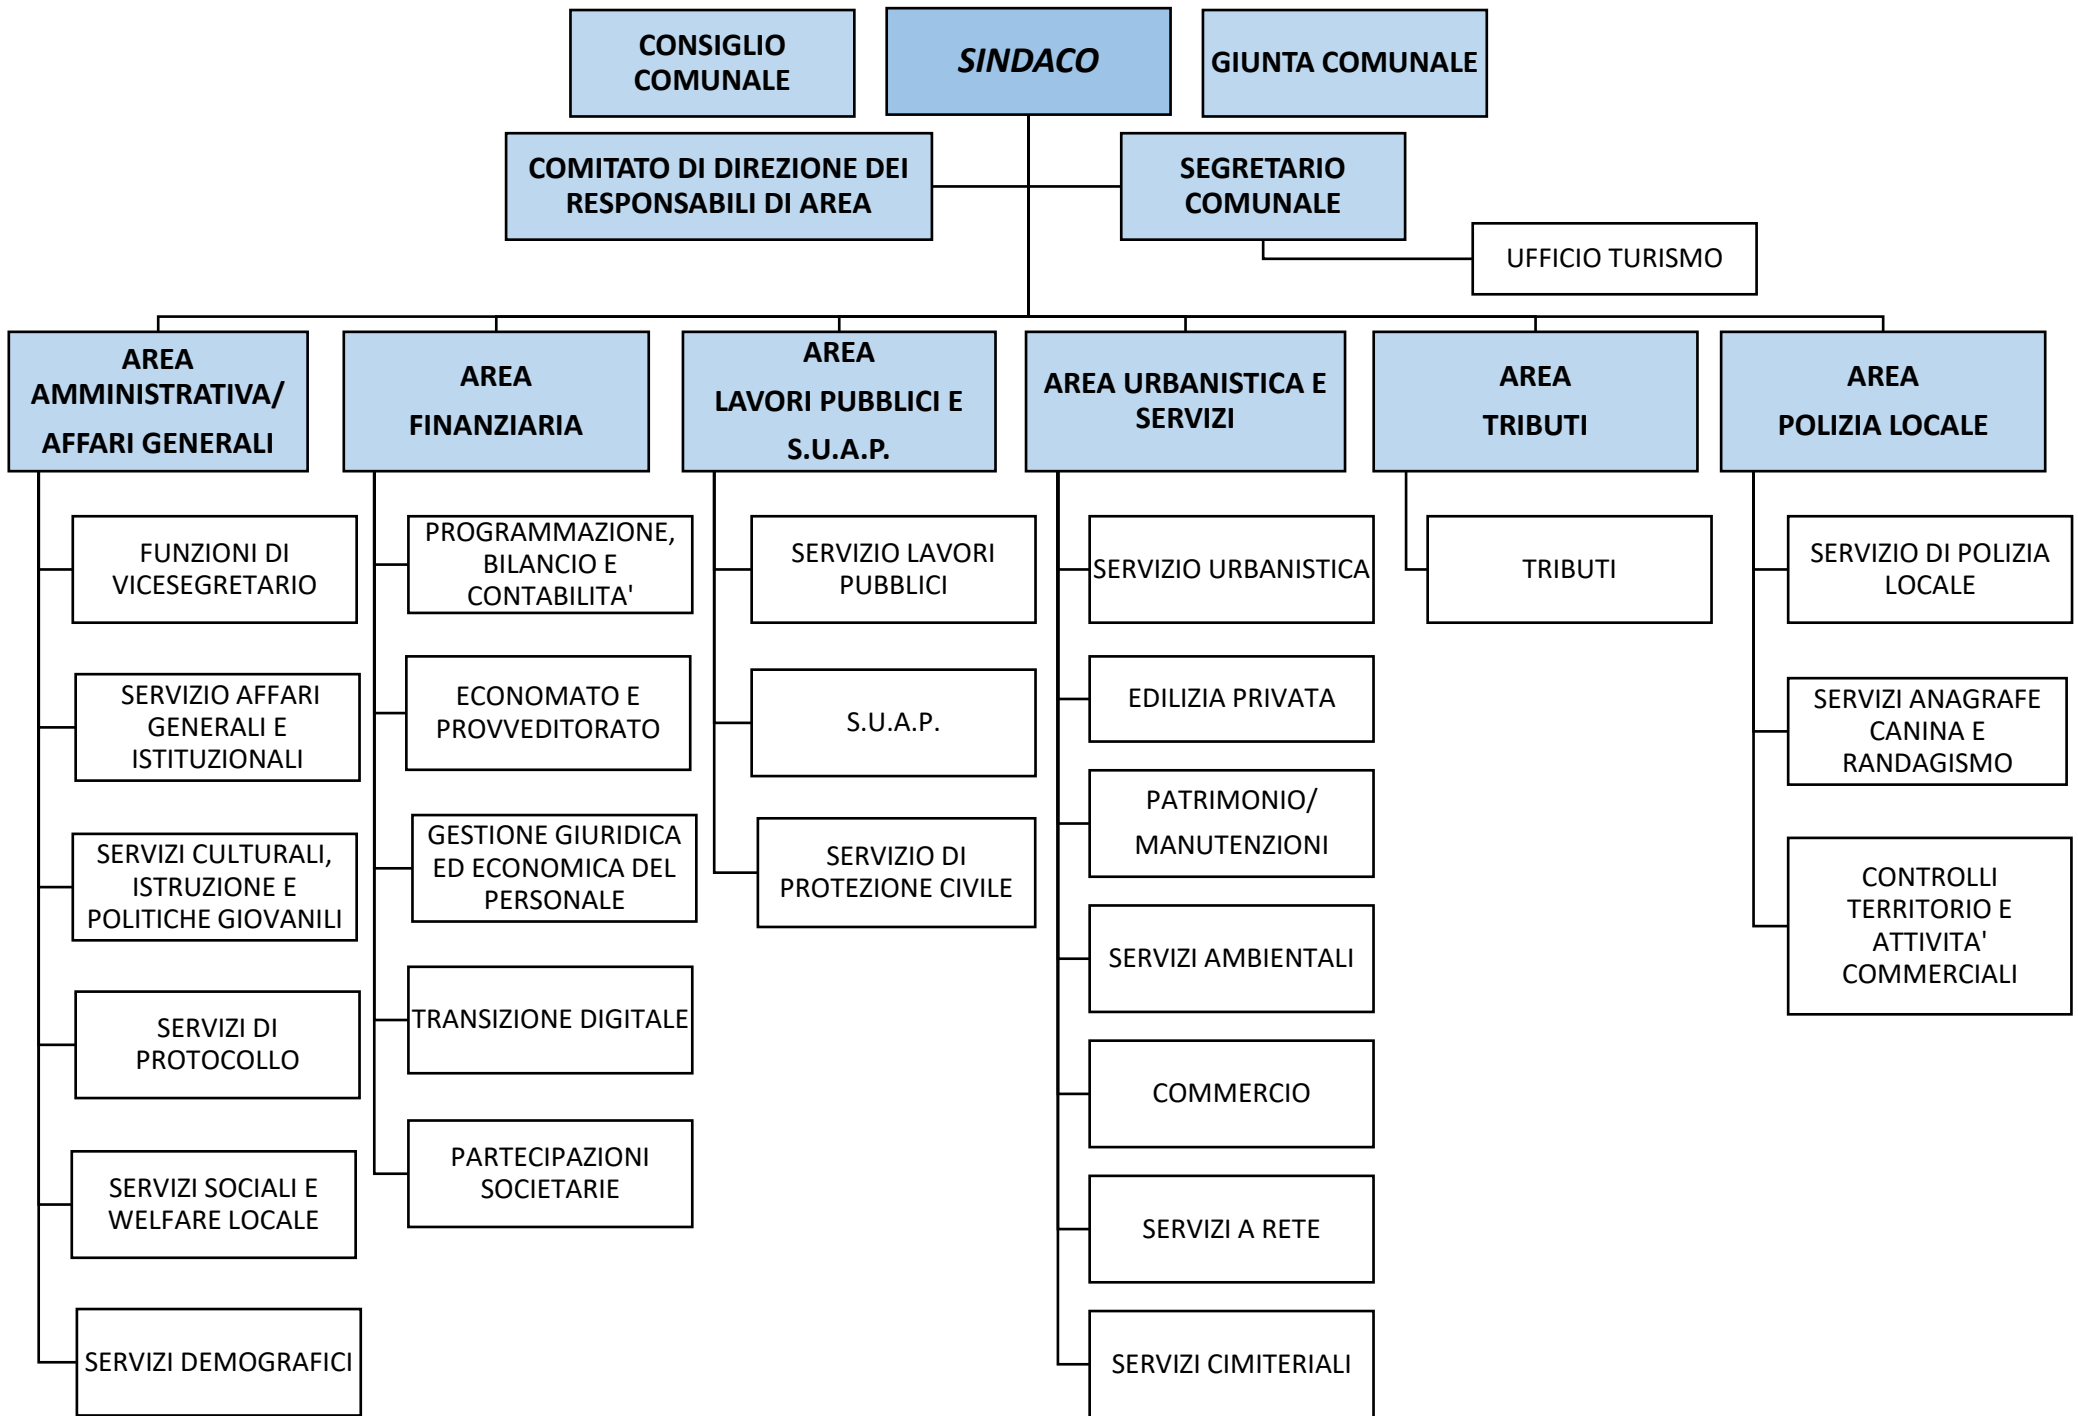 CONSIGLIO
COMUNALE
SINDACO
GIUNTA COMUNALE
COMITATO DI DIREZIONE DEI
RESPONSABILI DI AREA
SEGRETARIO
COMUNALE
UFFICIO TURISMO
AREA
AMMINISTRATIVA/
AFFARI GENERALI
AREA
FINANZIARIA
AREA
LAVORI PUBBLICI E
S.U.A.P.
AREA URBANISTICA E
SERVIZI
AREA
TRIBUTI
AREA
POLIZIA LOCALE
FUNZIONI DI
VICESEGRETARIO
SERVIZIO AFFARI
GENERALI E
ISTITUZIONALI
SERVIZI CULTURALI,
ISTRUZIONE E
POLITICHE GIOVANILI
SERVIZI DI
PROTOCOLLO
SERVIZI SOCIALI E
WELFARE LOCALE
SERVIZI DEMOGRAFICI
PROGRAMMAZIONE,
BILANCIO E
CONTABILITA'
ECONOMATO E
PROVVEDITORATO
GESTIONE GIURIDICA
ED ECONOMICA DEL
PERSONALE
TRANSIZIONE DIGITALE
PARTECIPAZIONI
SOCIETARIE
SERVIZIO LAVORI
PUBBLICI
S.U.A.P.
SERVIZIO DI
PROTEZIONE CIVILE
SERVIZIO URBANISTICA
EDILIZIA PRIVATA
PATRIMONIO/
MANUTENZIONI
SERVIZI AMBIENTALI
COMMERCIO
SERVIZI A RETE
SERVIZI CIMITERIALI
TRIBUTI
SERVIZIO DI POLIZIA
LOCALE
SERVIZI ANAGRAFE
CANINA E
RANDAGISMO
CONTROLLI
TERRITORIO E
ATTIVITA'
COMMERCIALI